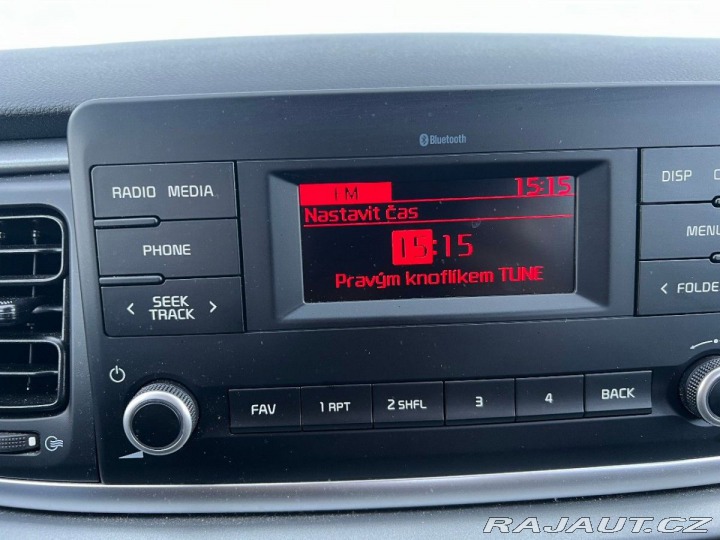 Bluetooth
RADIO MEDIA
PHONE
< SEEK >
TRACK
FM 15:15
Nastavit čas
15:15
Pravým knoflíkem TUNE
DISP
MENU
< FOLDE
FAV
1 RPT
2 SHFL
3
4
BACK
RAJAUT.CZ